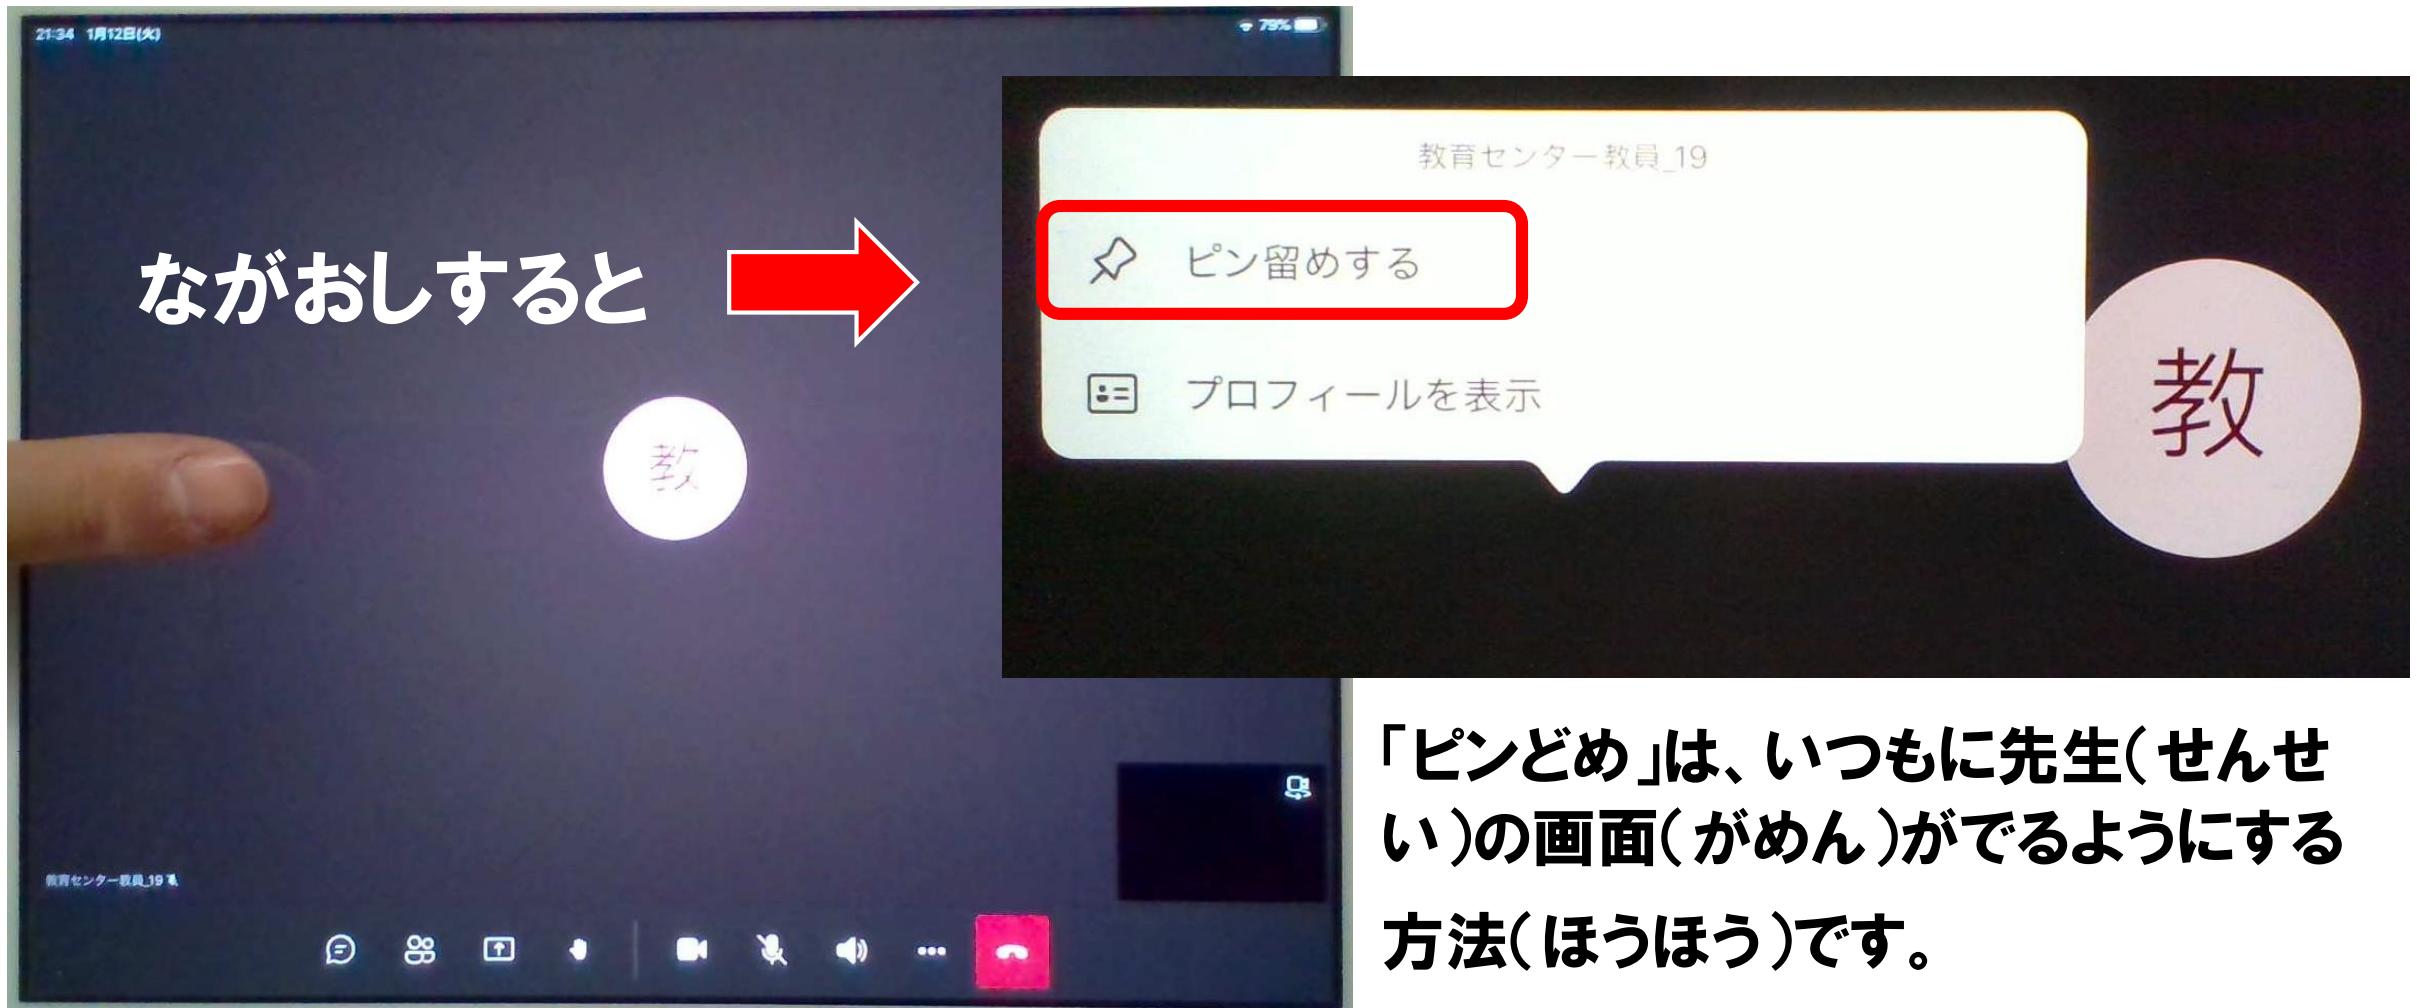 21:34 1月12日(火)
79%
ながおしすると
教
教育センター教員_19
教育センター教員_19
ピン留めする
プロフィールを表示
教
「ピンどめ」は、いつもに先生(せんせ
い)の画面(がめん)がでるようにする
方法(ほうほう)です。